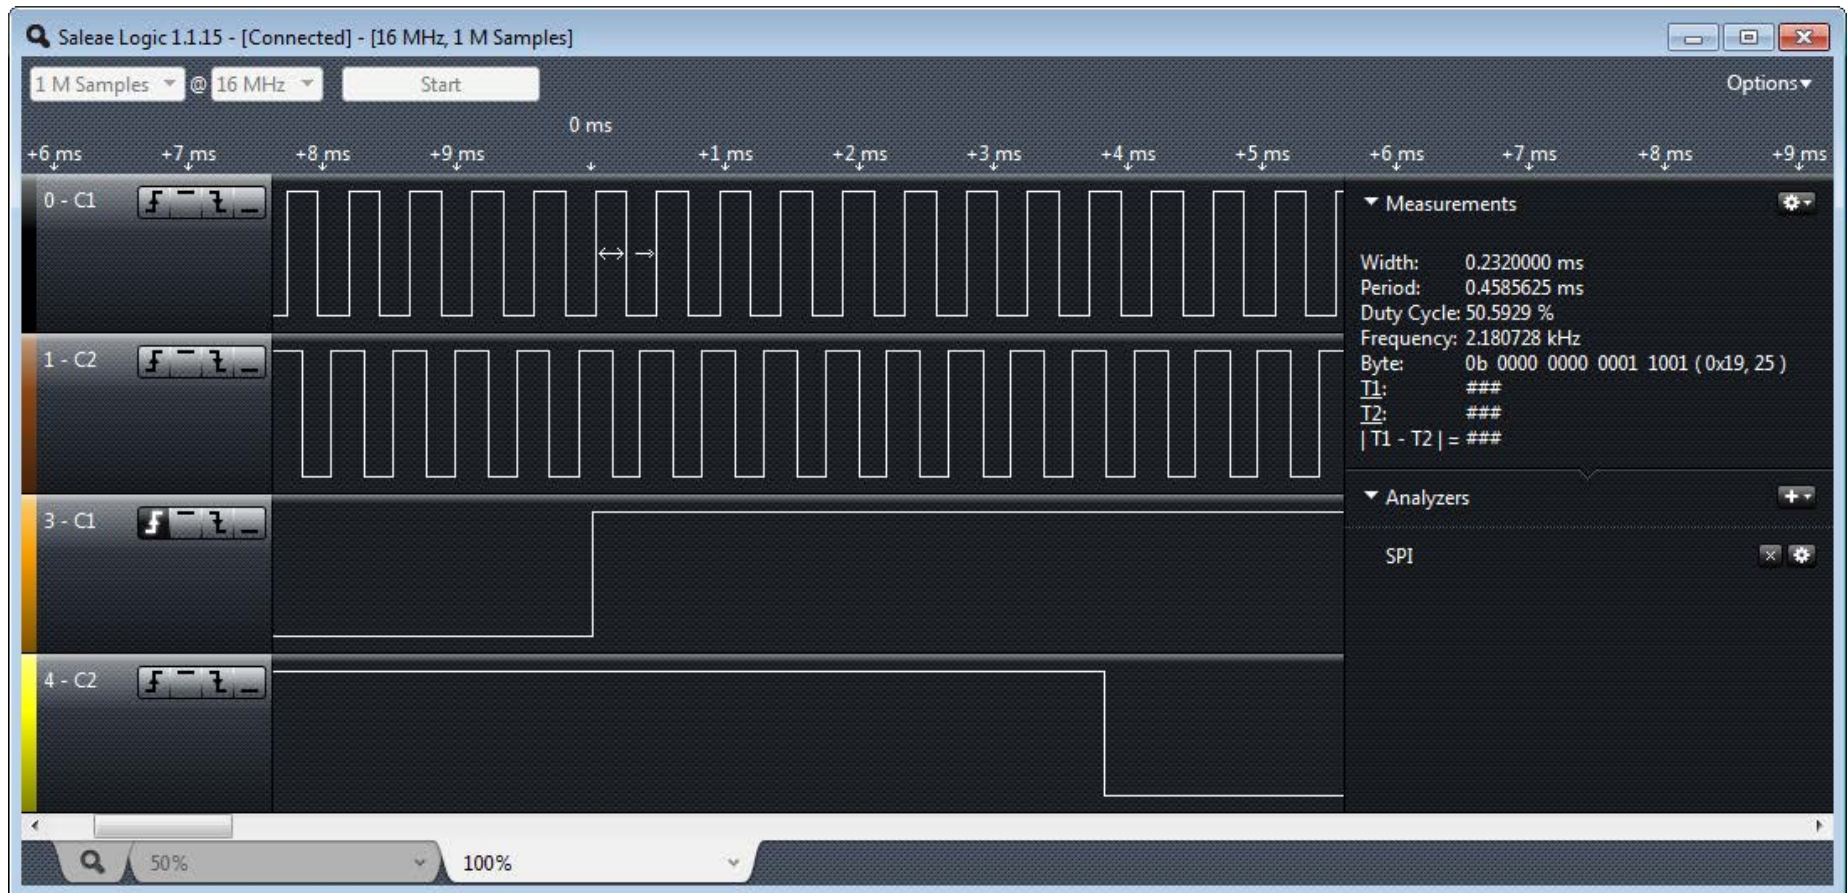 Saleae Logic 1.1.15 - [Connected] - [16 MHz, 1 M Samples]
1 M Samples @ 16 MHz Start Options
0 ms
+6 ms +7 ms +8 ms +9 ms +1 ms +2 ms +3 ms +4 ms +5 ms +6 ms +7 ms +8 ms +9 ms
0 - C1
1 - C2
3 - C1
4 - C2
Measurements
Width: 0.2320000 ms
Period: 0.4585625 ms
Duty Cycle: 50.5929 %
Frequency: 2.180728 kHz
Byte: 0b 0000 0000 0001 1001 ( 0x19, 25 )
T1: ###
T2: ###
| T1 - T2 | = ###
Analyzers
SPI
50% 100%